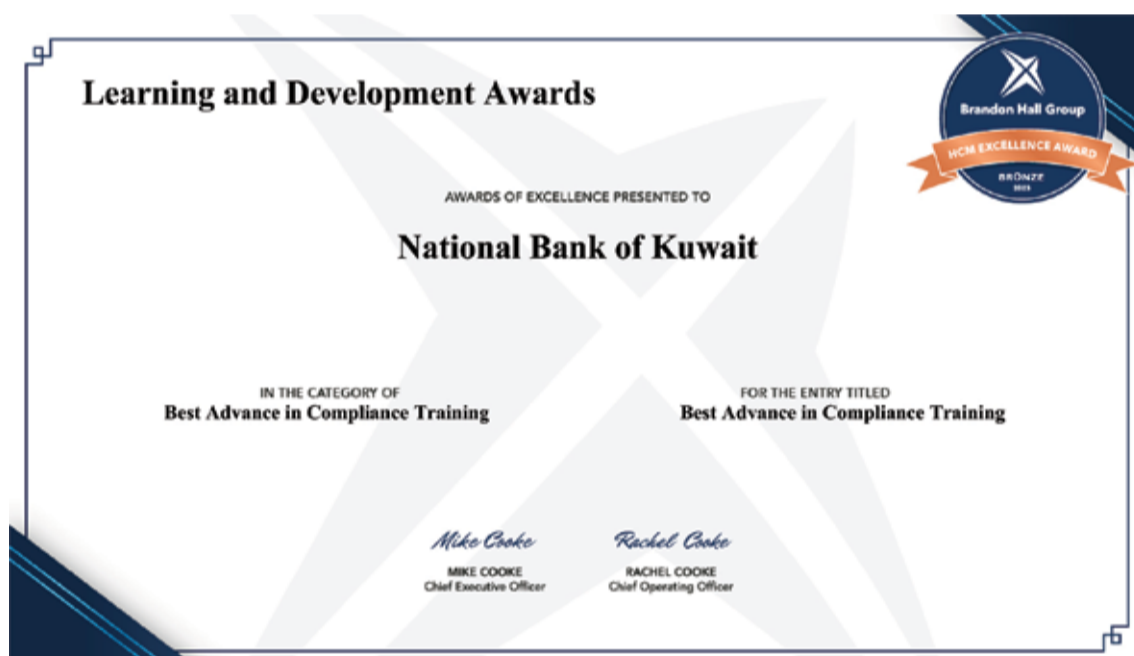 Learning and Development Awards
Brandon Hall Group
HCM EXCELLENCE AWARD
BRONZE
AWARDS OF EXCELLENCE PRESENTED TO
National Bank of Kuwait
IN THE CATEGORY OF
Best Advance in Compliance Training
FOR THE ENTRY TITLED
Best Advance in Compliance Training
Mike Cooke
Rachel Cooke
MIKE COOKE
Chief Executive Officer
RACHEL COOKE
Chief Operating Officer